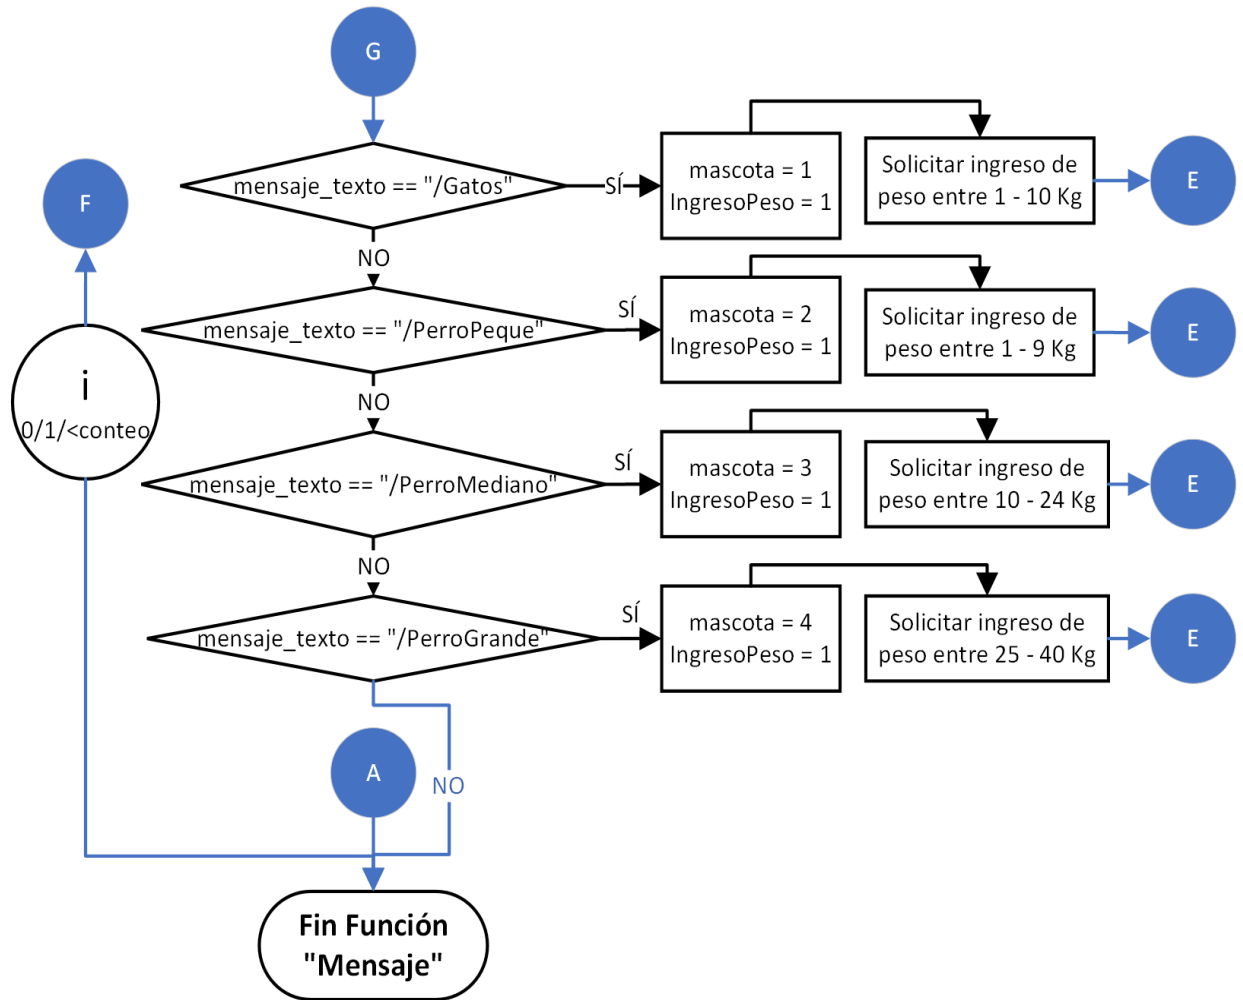 G
mensaje_texto == "/Gatos"
SÍ
mascota = 1
IngresoPeso = 1
Solicitar ingreso de
peso entre 1 - 10 Kg
E
F
NO
mensaje_texto == "/PerroPeque"
SÍ
mascota = 2
IngresoPeso = 1
Solicitar ingreso de
peso entre 1 - 9 Kg
E
i
0/1/<conteo
NO
mensaje_texto == "/PerroMediano"
SÍ
mascota = 3
IngresoPeso = 1
Solicitar ingreso de
peso entre 10 - 24 Kg
E
NO
mensaje_texto == "/PerroGrande"
SÍ
mascota = 4
IngresoPeso = 1
Solicitar ingreso de
peso entre 25 - 40 Kg
E
A
NO
Fin Función
"Mensaje"